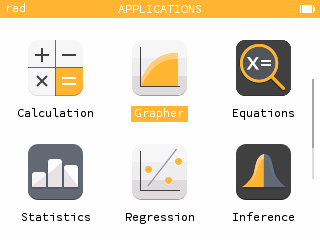 rad APPLICATIONS
+ − × =
X=
Calculation Grapher Equations
Statistics Regression Inference